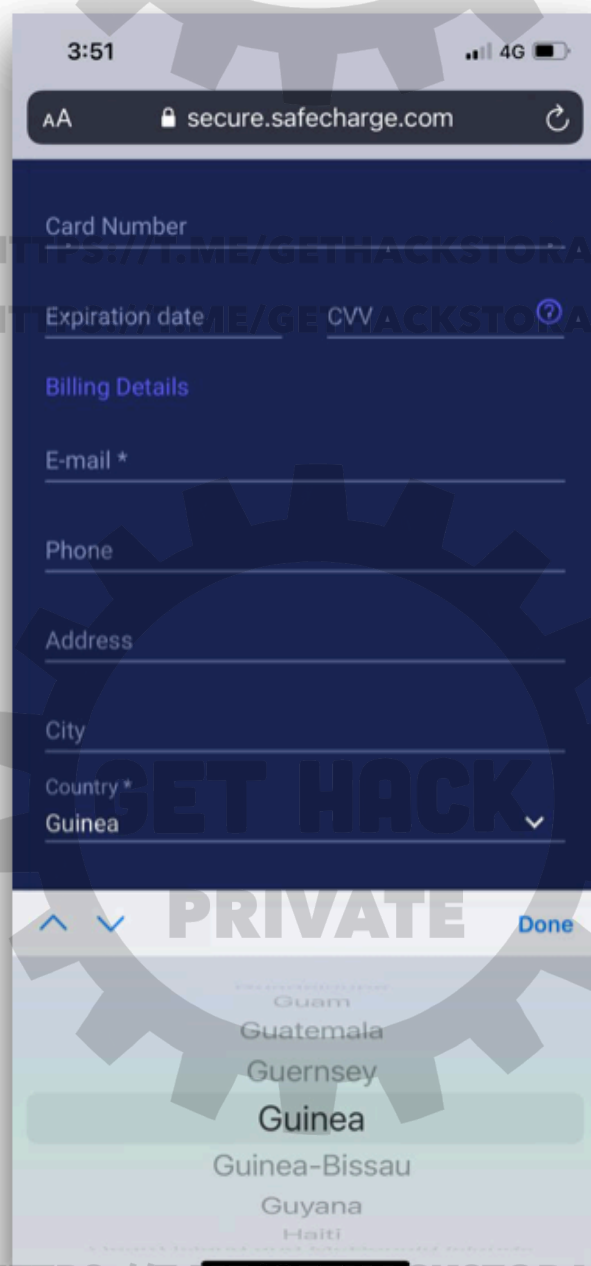 3:51
4G
AA secure.safecharge.com
Card Number
HTTPS://T.ME/GETHACKSTORA
Expiration date CVV ?
Billing Details
E-mail *
Phone
Address
City
Country *
GET HACK
Guinea
PRIVATE
Done
Guam
Guatemala
Guernsey
Guinea
Guinea-Bissau
Guyana
Haiti